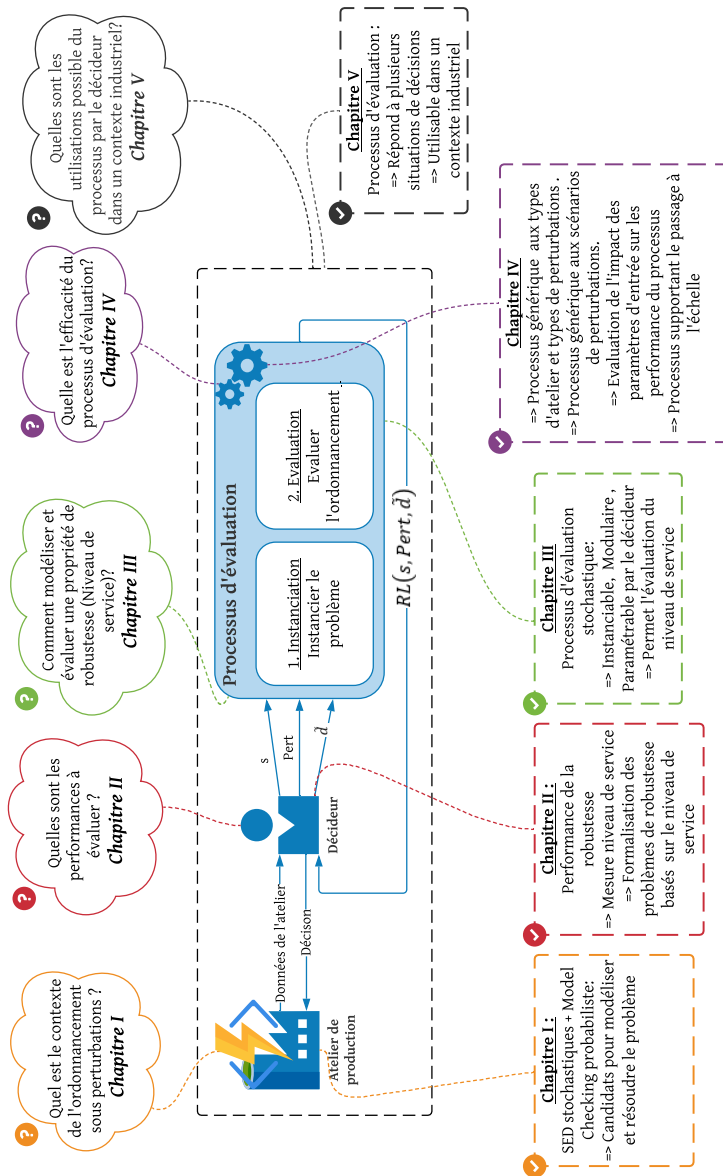 Quel est le contexte
de l'ordonnancement
sous perturbations ?
Chapitre I
Quelles sont les
performances à
évaluer ?
Chapitre II
Comment modéliser et
évaluer une propriété de
robustesse (Niveau de
service)?
Chapitre III
Quelle est l'efficacité du
processus d'évaluation?
Chapitre IV
Quelles sont les
utilisations possible du
processus par le décideur
dans un contexte industriel?
Chapitre V
?
?
?
?
?
Atelier de
production
Données de l'atelier
Décison
Décideur
s
Pert
d̃
Processus d'évaluation
1. Instanciation
Instancier le
problème
2. Evaluation
Evaluer
l'ordonnancement..
RL(s, Pert, d̃)
Chapitre I :
SED stochastiques + Model
Checking probabiliste:
=> Candidats pour modéliser
et résoudre le problème
Chapitre II :
Performance de la
robustesse
=> Mesure niveau de service
=> Formalisation des
problèmes de robustesse
basés sur le niveau de
service
Chapitre III
Processus d'évaluation
stochastique:
=> Instanciable, Modulaire ,
Paramétrable par le décideur
=> Permet l'évaluation du
niveau de service
Chapitre IV
=> Processus générique aux types
d'atelier et types de perturbations .
=> Processus générique aux scénarios
de perturbations.
=> Evaluation de l'impact des
paramètres d'entrée sur les
performance du processus
=> Processus supportant le passage à
l'échelle
Chapitre V
Processus d'évaluation :
=> Répond à plusieurs
situations de décisions
=> Utilisable dans un
contexte industriel